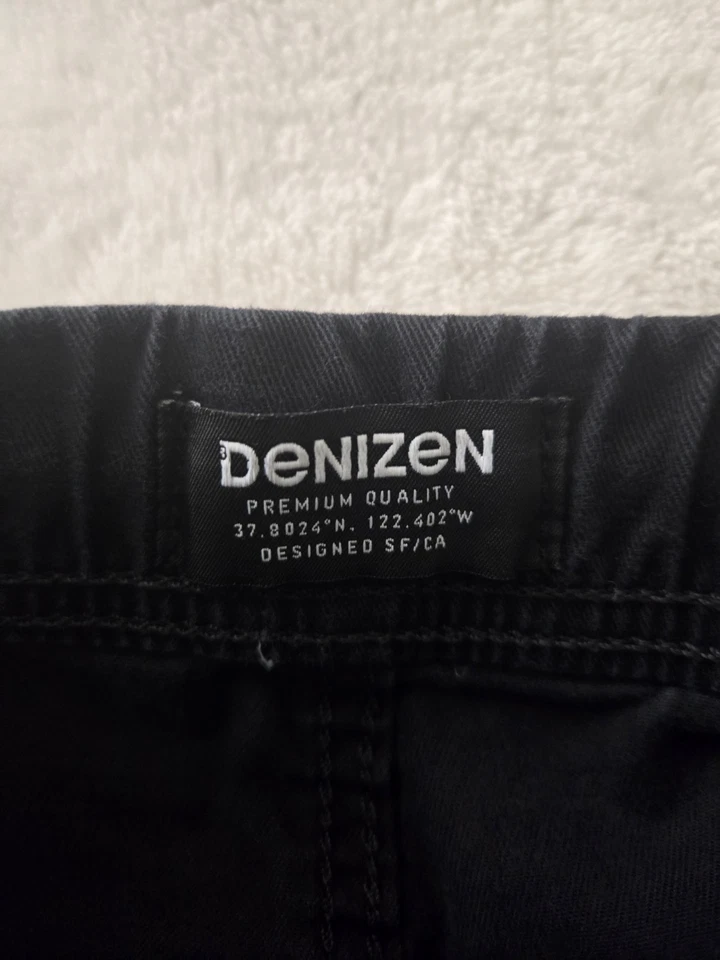 DeNiZeN
PREMIUM QUALITY
37.8024°N, 122.402°W
DESIGNED SF/CA